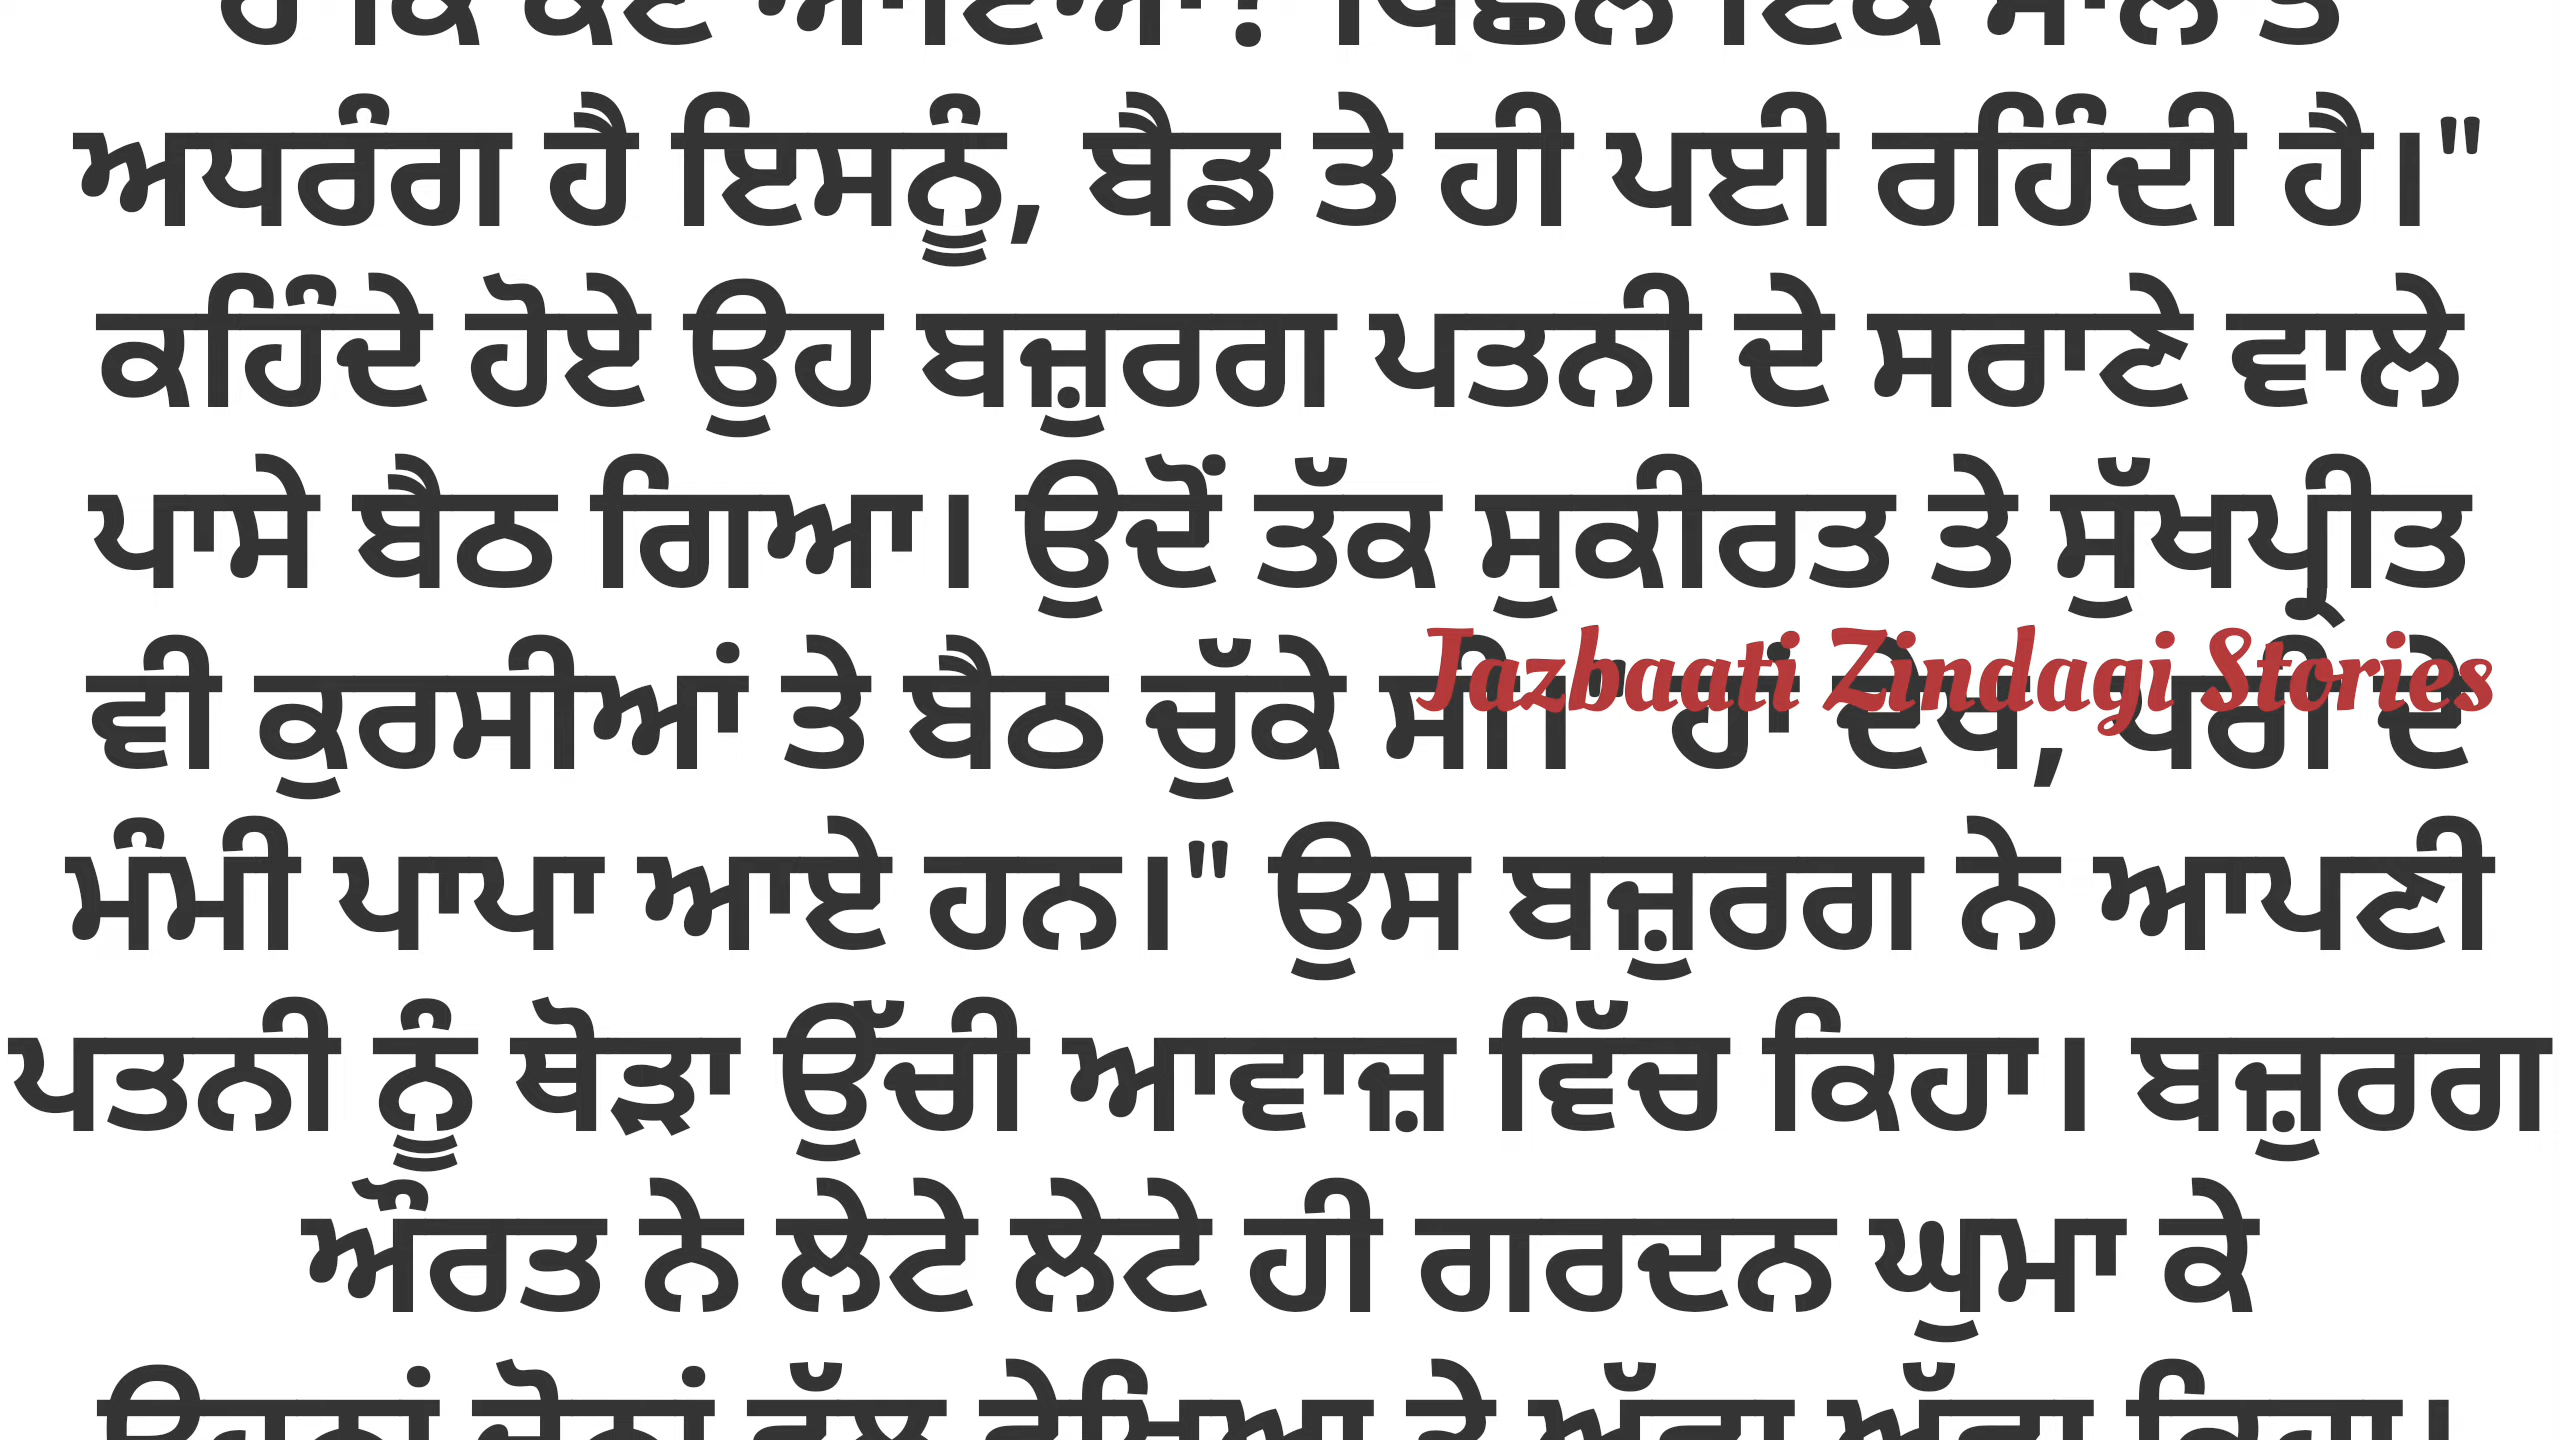 ਅਧਰੰਗ ਹੈ ਇਸਨੂੰ, ਬੈਡ ਤੇ ਹੀ ਪਈ ਰਹਿੰਦੀ ਹੈ।"
ਕਹਿੰਦੇ ਹੋਏ ਉਹ ਬਜ਼ੁਰਗ ਪਤਨੀ ਦੇ ਸਰਾਣੇ ਵਾਲੇ
ਪਾਸੇ ਬੈਠ ਗਿਆ। ਉਦੋਂ ਤੱਕ ਸੁਕੀਰਤ ਤੇ ਸੁੱਖਪ੍ਰੀਤ
Jazbaati Zindagi Stories
ਵੀ ਕੁਰਸੀਆਂ ਤੇ ਬੈਠ ਚੁੱਕੇ ਸੀ। "ਹਾਂ ਦੇਖ, ਪਰੀ ਦੇ
ਮੰਮੀ ਪਾਪਾ ਆਏ ਹਨ।" ਉਸ ਬਜ਼ੁਰਗ ਨੇ ਆਪਣੀ
ਪਤਨੀ ਨੂੰ ਥੋੜਾ ਉੱਚੀ ਆਵਾਜ਼ ਵਿੱਚ ਕਿਹਾ। ਬਜ਼ੁਰਗ
ਔਰਤ ਨੇ ਲੇਟੇ ਲੇਟੇ ਹੀ ਗਰਦਨ ਘੁਮਾ ਕੇ